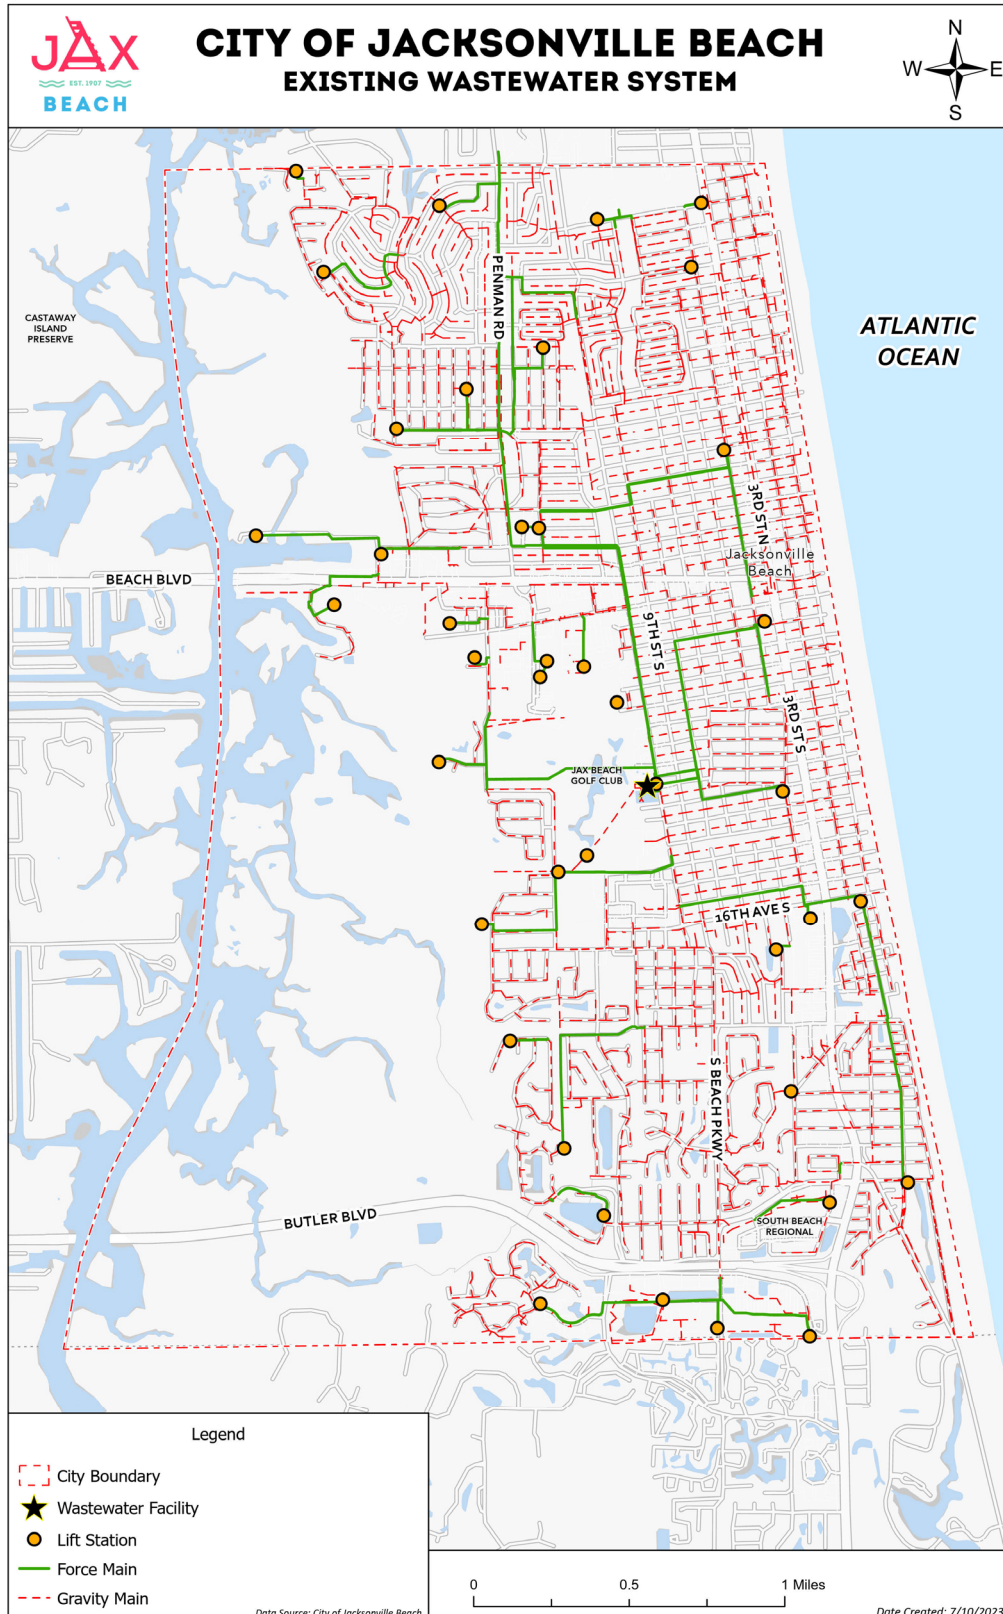 JAX
EST. 1907
BEACH
CITY OF JACKSONVILLE BEACH
EXISTING WASTEWATER SYSTEM
N
W E
S
PENMAN RD
CASTAWAY
ISLAND
PRESERVE
ATLANTIC
OCEAN
3RD ST N
Jacksonville
Beach
BEACH BLVD
9TH ST S
3RD ST S
JAX BEACH
GOLF CLUB
16TH AVE S
S BEACH PKWY
BUTLER BLVD
SOUTH BEACH
REGIONAL
Legend
City Boundary
Wastewater Facility
Lift Station
Force Main
Gravity Main
Data Source: City of Jacksonville Beach
0 0.5 1 Miles
Date Created: 7/10/2023